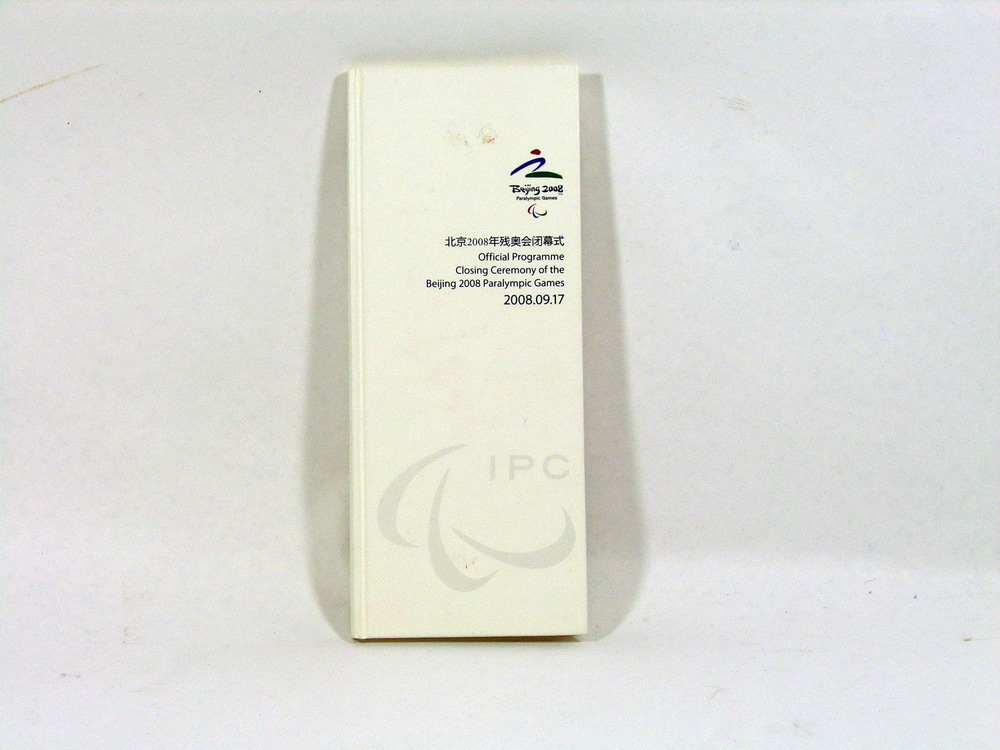 Beijing 2008
Paralympic Games
北京2008年残奥会闭幕式
Official Programme
Closing Ceremony of the
Beijing 2008 Paralympic Games
2008.09.17
IPC